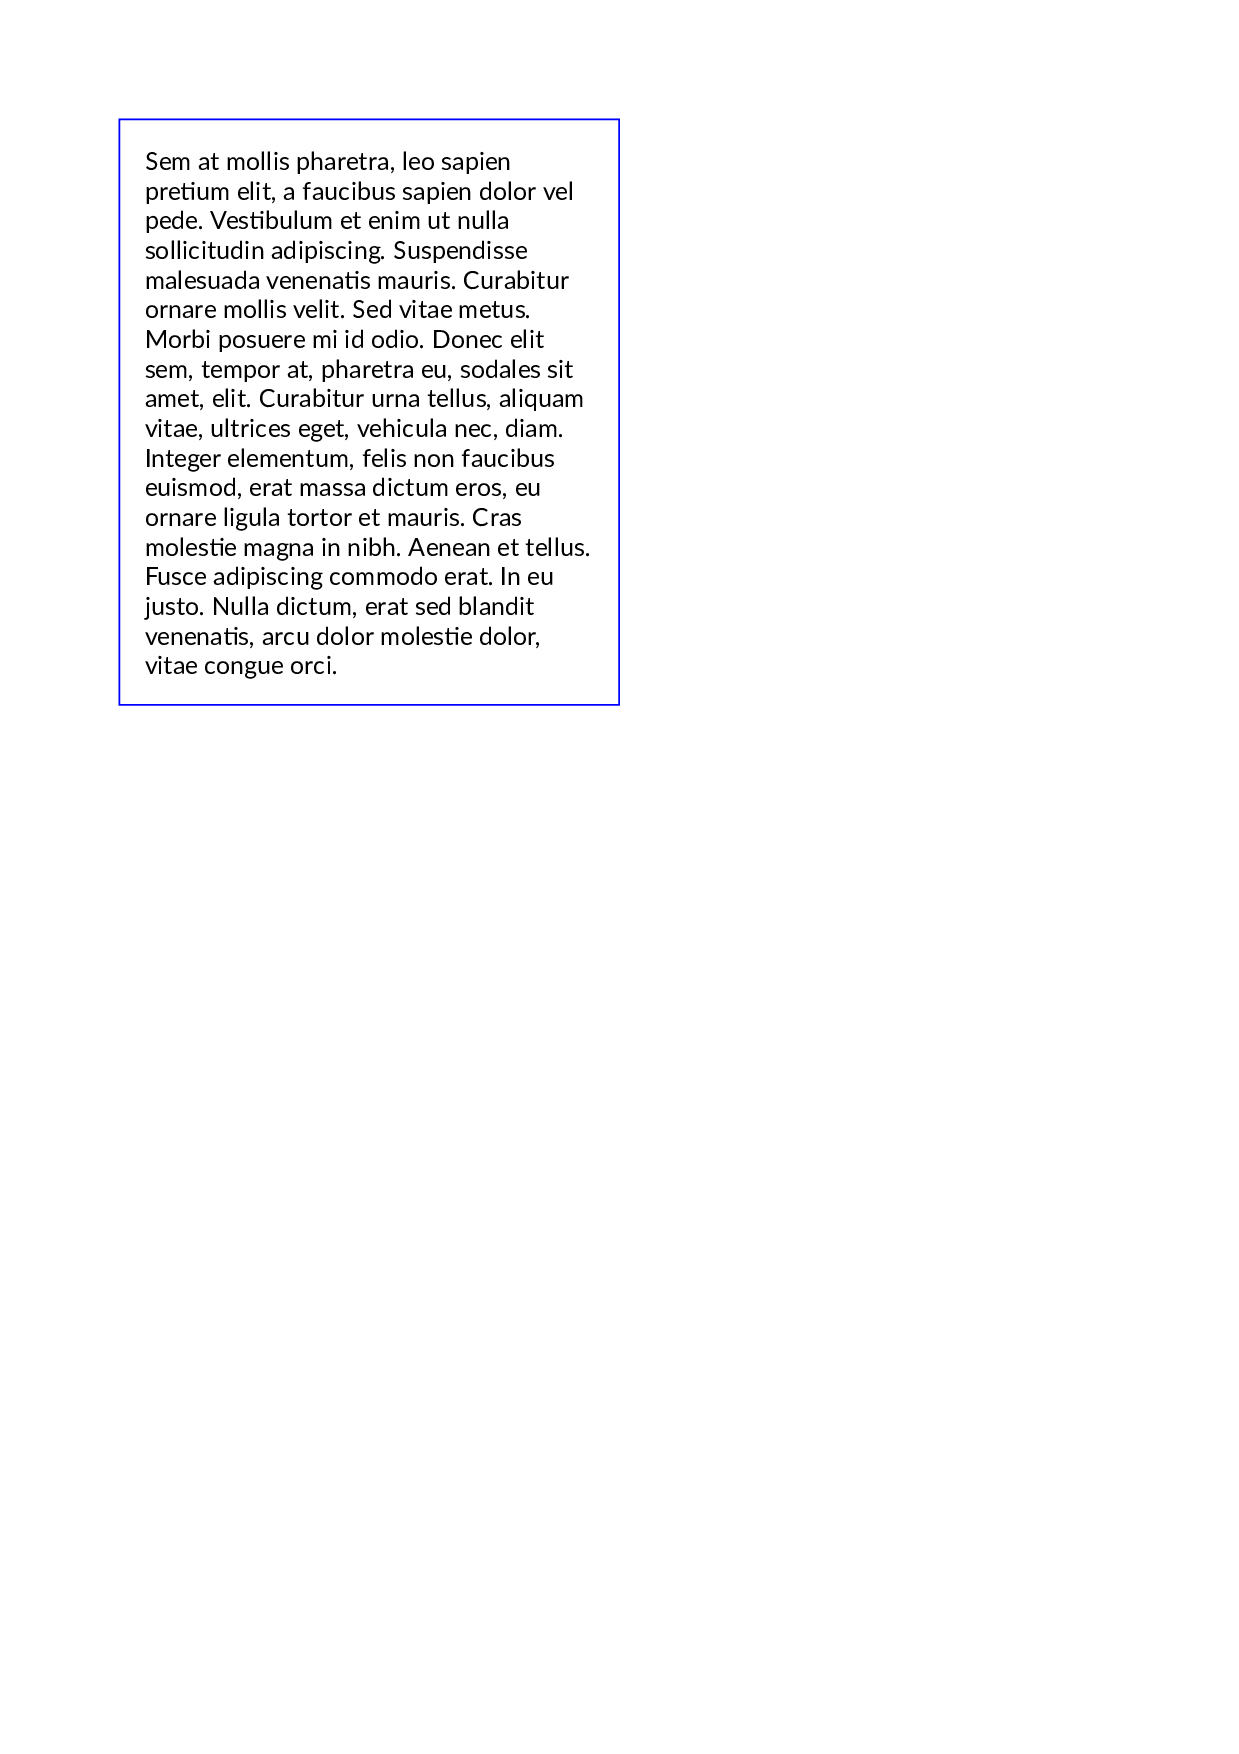 Sem at mollis pharetra, leo sapien
pretium elit, a faucibus sapien dolor vel
pede. Vestibulum et enim ut nulla
sollicitudin adipiscing. Suspendisse
malesuada venenatis mauris. Curabitur
ornare mollis velit. Sed vitae metus.
Morbi posuere mi id odio. Donec elit
sem, tempor at, pharetra eu, sodales sit
amet, elit. Curabitur urna tellus, aliquam
vitae, ultrices eget, vehicula nec, diam.
Integer elementum, felis non faucibus
euismod, erat massa dictum eros, eu
ornare ligula tortor et mauris. Cras
molestie magna in nibh. Aenean et tellus.
Fusce adipiscing commodo erat. In eu
justo. Nulla dictum, erat sed blandit
venenatis, arcu dolor molestie dolor,
vitae congue orci.